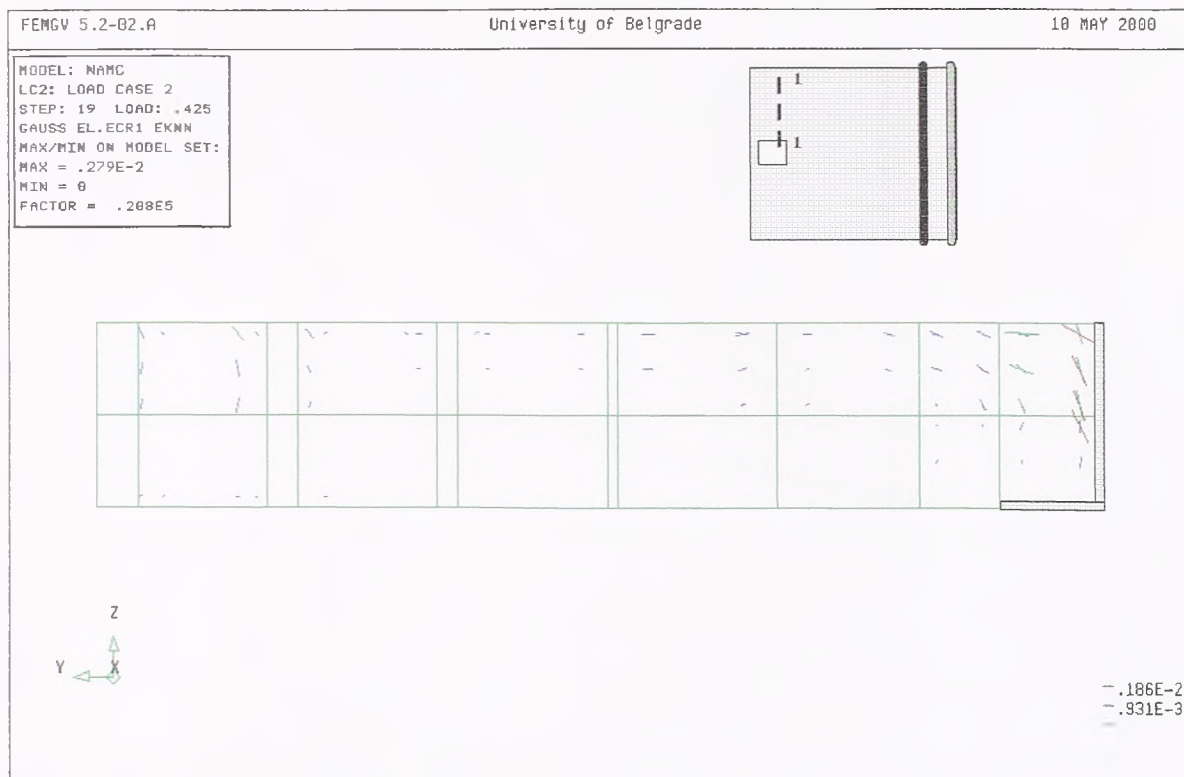 FEMGV 5.2-02.A University of Belgrade 10 MAY 2000
MODEL: NAMC
LC2: LOAD CASE 2
STEP: 19 LOAD: .425
GAUSS EL.ECR1 EKNN
MAX/MIN ON MODEL SET:
MAX = .279E-2
MIN = 0
FACTOR = .208E5
1
1
Z
Y
X
.186E-2
.931E-3